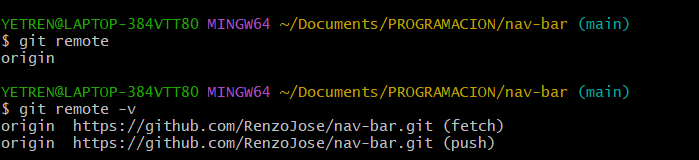 YETREN@LAPTOP-384VTT80 MINGW64 ~/Documents/PROGRAMACION/nav-bar (main)
$ git remote
origin
YETREN@LAPTOP-384VTT80 MINGW64 ~/Documents/PROGRAMACION/nav-bar (main)
$ git remote -v
origin  https://github.com/RenzoJose/nav-bar.git (fetch)
origin  https://github.com/RenzoJose/nav-bar.git (push)